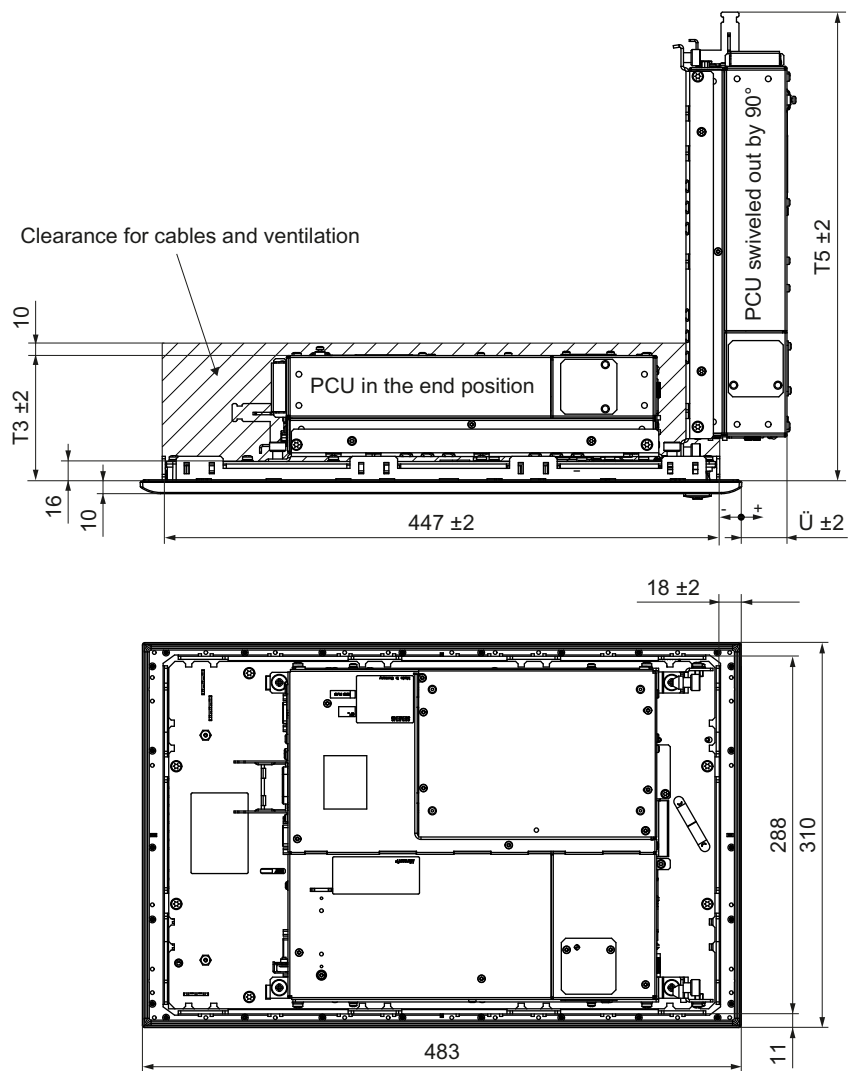 PCU swiveled out by 90°
T5 ±2
Clearance for cables and ventilation
10
T3 ±2
PCU in the end position
16
10
447 ±2
- +
Ü ±2
18 ±2
288
310
483
11